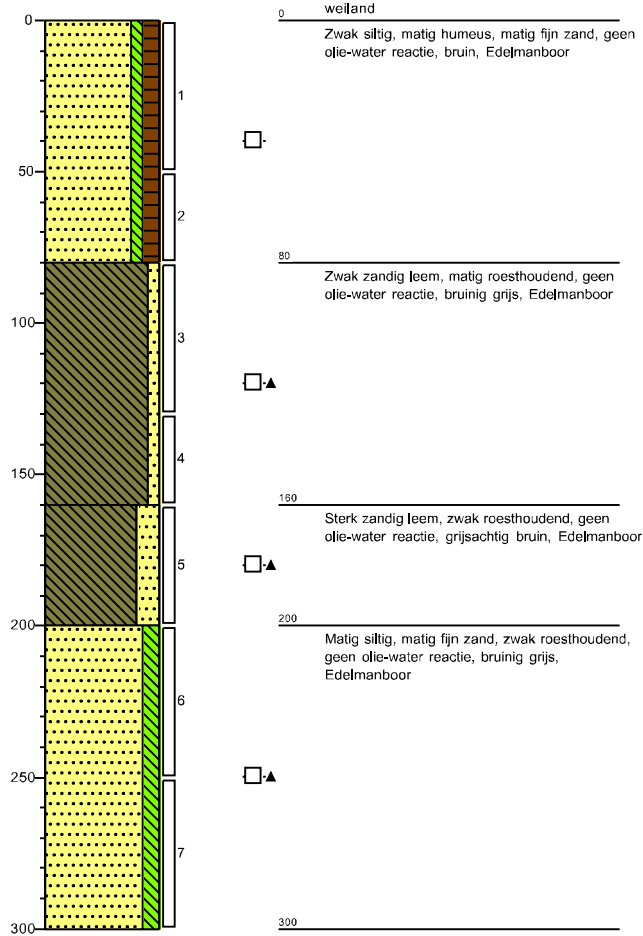 weiland
0
0
Zwak siltig, matig humeus, matig fijn zand, geen
olie-water reactie, bruin, Edelmanboor
1
50
2
80
Zwak zandig leem, matig roesthoudend, geen
olie-water reactie, bruinig grijs, Edelmanboor
100
3
4
150
160
Sterk zandig leem, zwak roesthoudend, geen
olie-water reactie, grijsachtig bruin, Edelmanboor
5
200
200
Matig siltig, matig fijn zand, zwak roesthoudend,
geen olie-water reactie, bruinig grijs,
Edelmanboor
6
250
7
300
300